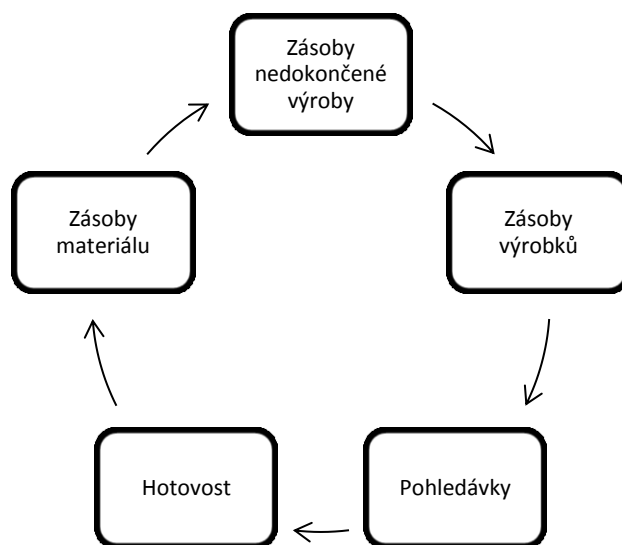 Zásoby
nedokončené
výroby
Zásoby
materiálu
Zásoby
výrobků
Hotovost
Pohledávky